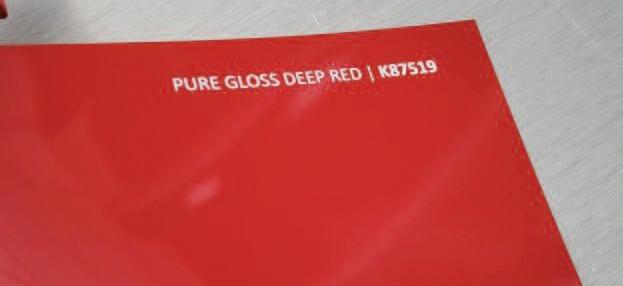 PURE GLOSS DEEP RED | K87519